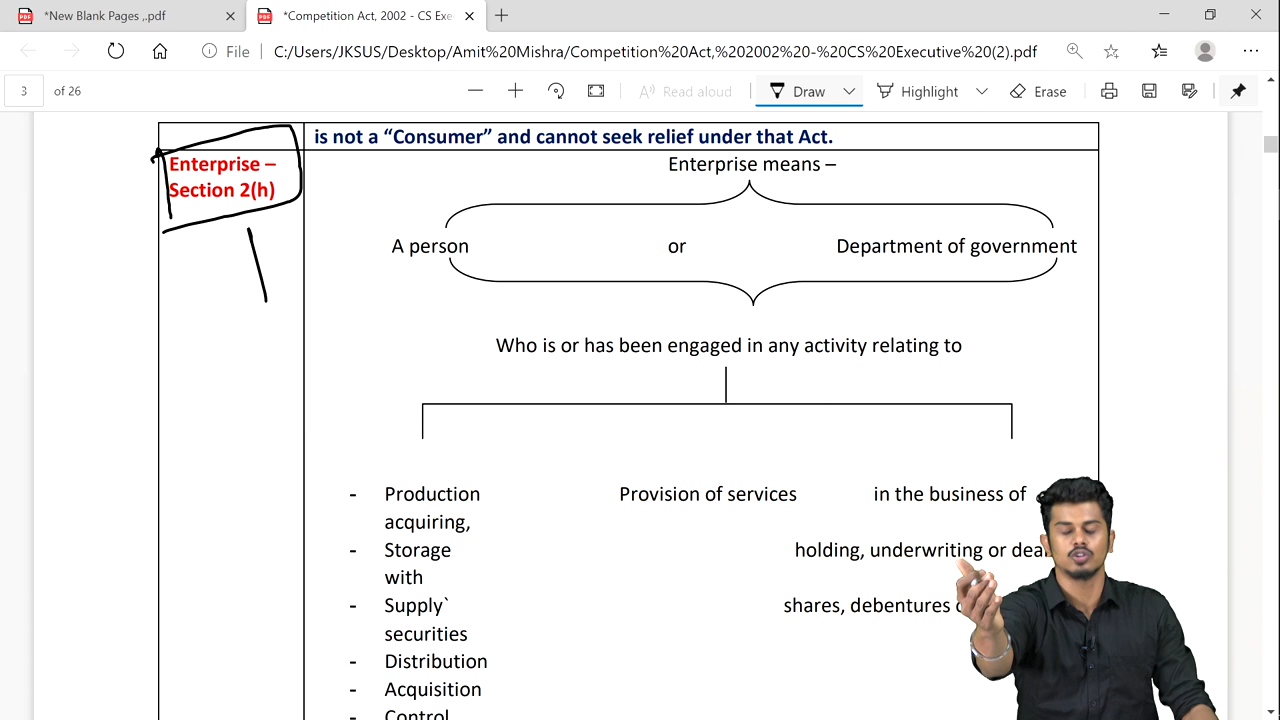 *New Blank Pages ,.pdf
*Competition Act, 2002 - CS Exe
File
C:/Users/JKSUS/Desktop/Amit%20Mishra/Competition%20Act,%202002%20-%20CS%20Executive%20(2).pdf
3 of 26
Read aloud
Draw
Highlight
Erase
is not a “Consumer” and cannot seek relief under that Act.
Enterprise –
Section 2(h)
Enterprise means –
A person or Department of government
Who is or has been engaged in any activity relating to
- Production Provision of services in the business of
acquiring,
- Storage holding, underwriting or
with
- Supply` shares, debentures
securities
- Distribution
- Acquisition
- Control